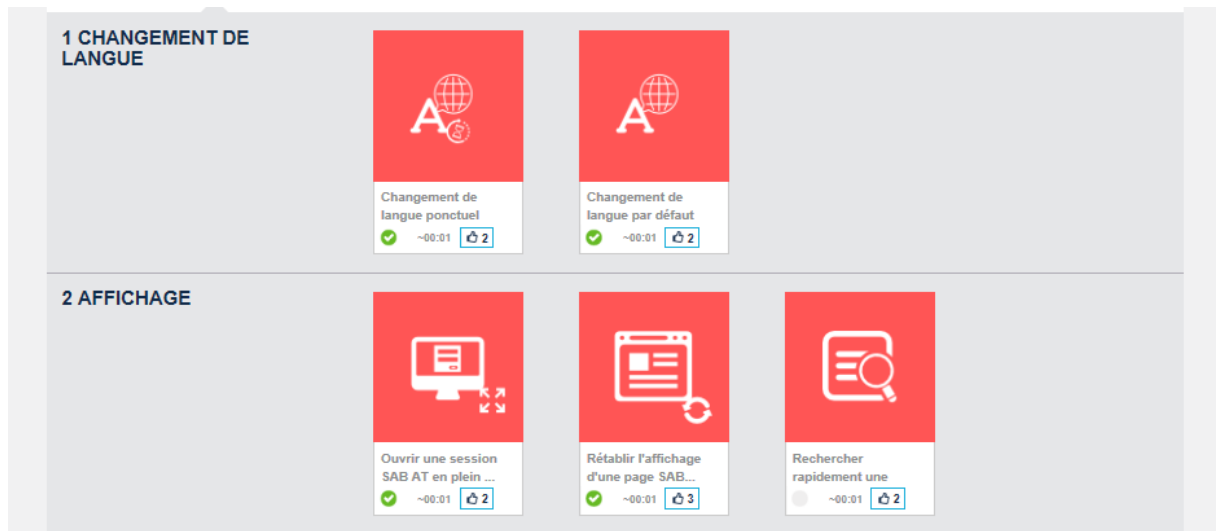 1 CHANGEMENT DE
LANGUE
Changement de
langue ponctuel
~00:01 2
Changement de
langue par défaut
~00:01 2
2 AFFICHAGE
Ouvrir une session
SAB AT en plein ...
~00:01 2
Rétablir l'affichage
d'une page SAB...
~00:01 3
Rechercher
rapidement une
~00:01 2